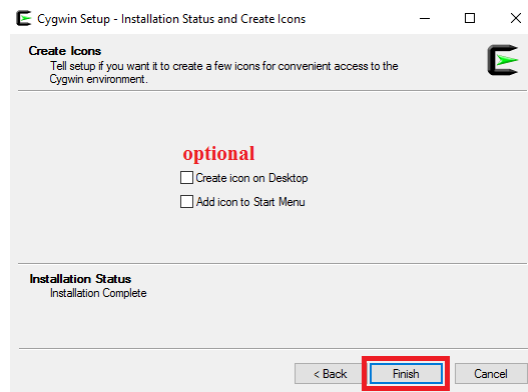 Cygwin Setup - Installation Status and Create Icons
Create Icons
Tell setup if you want it to create a few icons for convenient access to the
Cygwin environment.
optional
Create icon on Desktop
Add icon to Start Menu
Installation Status
Installation Complete
< Back Finish Cancel